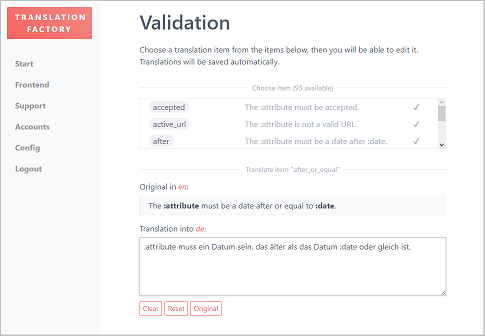 TRANSLATION
FACTORY
Start
Frontend
Support
Accounts
Config
Logout
Validation
Choose a translation item from the items below, then you will be able to edit it.
Translations will be saved automatically.
Choose item (93 available)
accepted The :attribute must be accepted. ✓
active_url The :attribute is not a valid URL. ✓
after The :attribute must be a date after :date. ✓
Translate item "after_or_equal"
Original in en:
The :attribute must be a date after or equal to :date.
Translation into de:
:attribute muss ein Datum sein, das älter als das Datum :date oder gleich ist.
Clear Reset Original